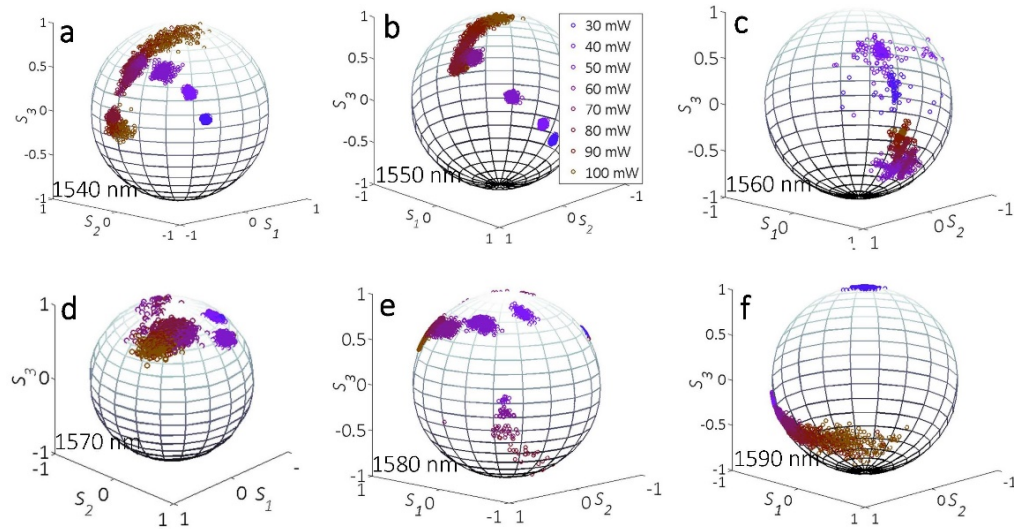 a
1
0.5
S3
0
-0.5
-1
1540 nm
1
S2 0
-1 -1
0 S1
1
b
1
0.5
0
-0.5
-1
1550 nm
-1
S1 0
1 1
0 S2
-1
30 mW
40 mW
50 mW
60 mW
70 mW
80 mW
90 mW
100 mW
c
1
0.5
S3
0
-0.5
-1
1560 nm
-1
S1 0
1
0 S2
-1
d
1
S3
0
-1
1570 nm
-1
S2 0
1 1
0 S1
-
e
1
0.5
0
-0.5
-1
1580 nm
1
S1 0
-1 1
0 S2
-1
f
1
0.5
S3
0
-0.5
-1
1590 nm
-1
S1 0
1 1
0 S2
-1